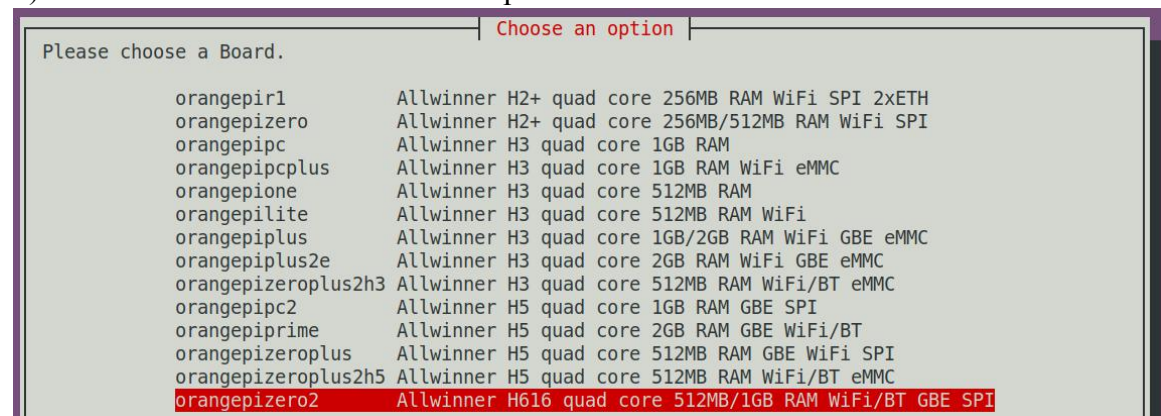 Choose an option
Please choose a Board.
orangepir1 Allwinner H2+ quad core 256MB RAM WiFi SPI 2xETH
orangepizero Allwinner H2+ quad core 256MB/512MB RAM WiFi SPI
orangepipc Allwinner H3 quad core 1GB RAM
orangepipcplus Allwinner H3 quad core 1GB RAM WiFi eMMC
orangepione Allwinner H3 quad core 512MB RAM
orangepilite Allwinner H3 quad core 512MB RAM WiFi
orangepiplus Allwinner H3 quad core 1GB/2GB RAM WiFi GBE eMMC
orangepiplus2e Allwinner H3 quad core 2GB RAM WiFi GBE eMMC
orangepizeroplus2h3 Allwinner H3 quad core 512MB RAM WiFi/BT eMMC
orangepipc2 Allwinner H5 quad core 1GB RAM GBE SPI
orangepiprime Allwinner H5 quad core 2GB RAM GBE WiFi/BT
orangepizeroplus Allwinner H5 quad core 512MB RAM GBE WiFi SPI
orangepizeroplus2h5 Allwinner H5 quad core 512MB RAM WiFi/BT eMMC
orangepizero2 Allwinner H616 quad core 512MB/1GB RAM WiFi/BT GBE SPI